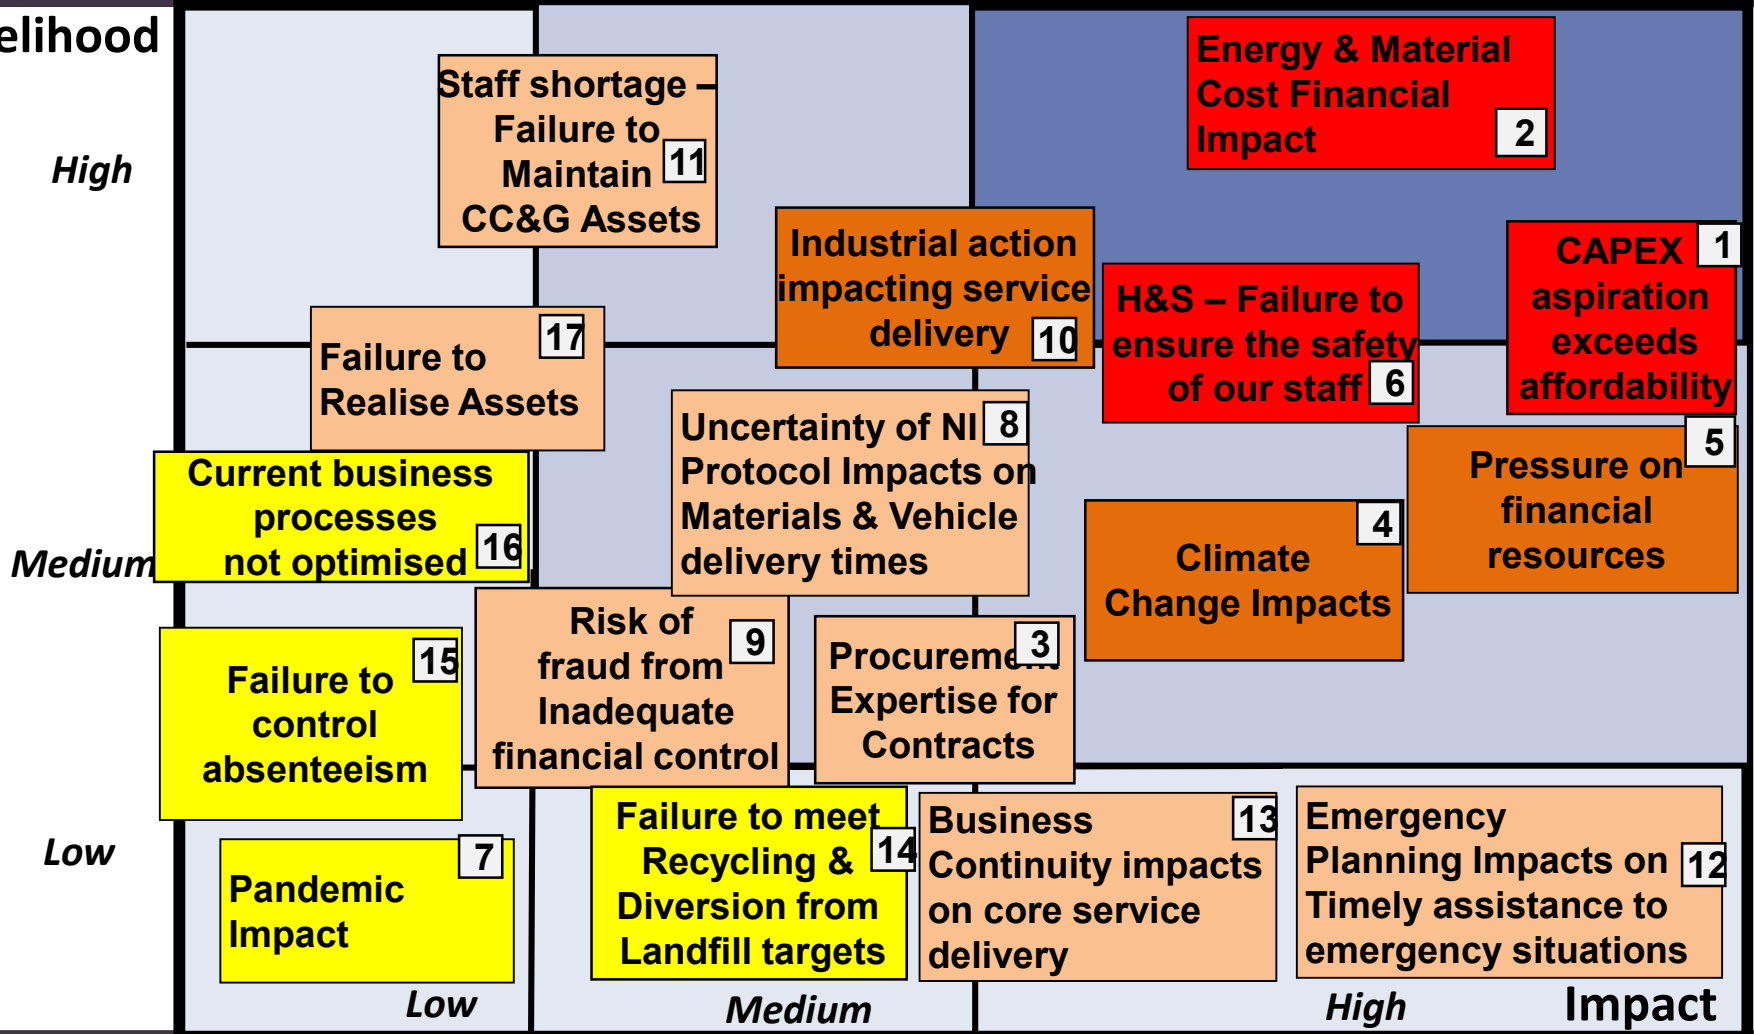 elihood
High
Medium
Low
Staff shortage –
Failure to
Maintain
CC&G Assets
11
Energy & Material
Cost Financial
Impact
2
Industrial action
impacting service
delivery
10
H&S – Failure to
ensure the safety
of our staff
6
CAPEX
aspiration
exceeds
affordability
1
Failure to
Realise Assets
17
Uncertainty of NI
Protocol Impacts on
Materials & Vehicle
delivery times
8
Pressure on
financial
resources
5
Current business
processes
not optimised
16
Climate
Change Impacts
4
Risk of
fraud from
Inadequate
financial control
9
Procurement
Expertise for
Contracts
3
Failure to
control
absenteeism
15
Pandemic
Impact
7
Failure to meet
Recycling &
Diversion from
Landfill targets
14
Business
Continuity impacts
on core service
delivery
13
Emergency
Planning Impacts on
Timely assistance to
emergency situations
12
Low
Medium
High
Impact